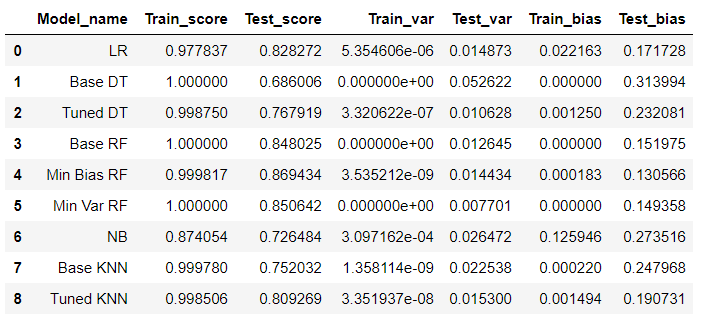 Model_name Train_score Test_score Train_var Test_var Train_bias Test_bias
0 LR 0.977837 0.828272 5.354606e-06 0.014873 0.022163 0.171728
1 Base DT 1.000000 0.686006 0.000000e+00 0.052622 0.000000 0.313994
2 Tuned DT 0.998750 0.767919 3.320622e-07 0.010628 0.001250 0.232081
3 Base RF 1.000000 0.848025 0.000000e+00 0.012645 0.000000 0.151975
4 Min Bias RF 0.999817 0.869434 3.535212e-09 0.014434 0.000183 0.130566
5 Min Var RF 1.000000 0.850642 0.000000e+00 0.007701 0.000000 0.149358
6 NB 0.874054 0.726484 3.097162e-04 0.026472 0.125946 0.273516
7 Base KNN 0.999780 0.752032 1.358114e-09 0.022538 0.000220 0.247968
8 Tuned KNN 0.998506 0.809269 3.351937e-08 0.015300 0.001494 0.190731